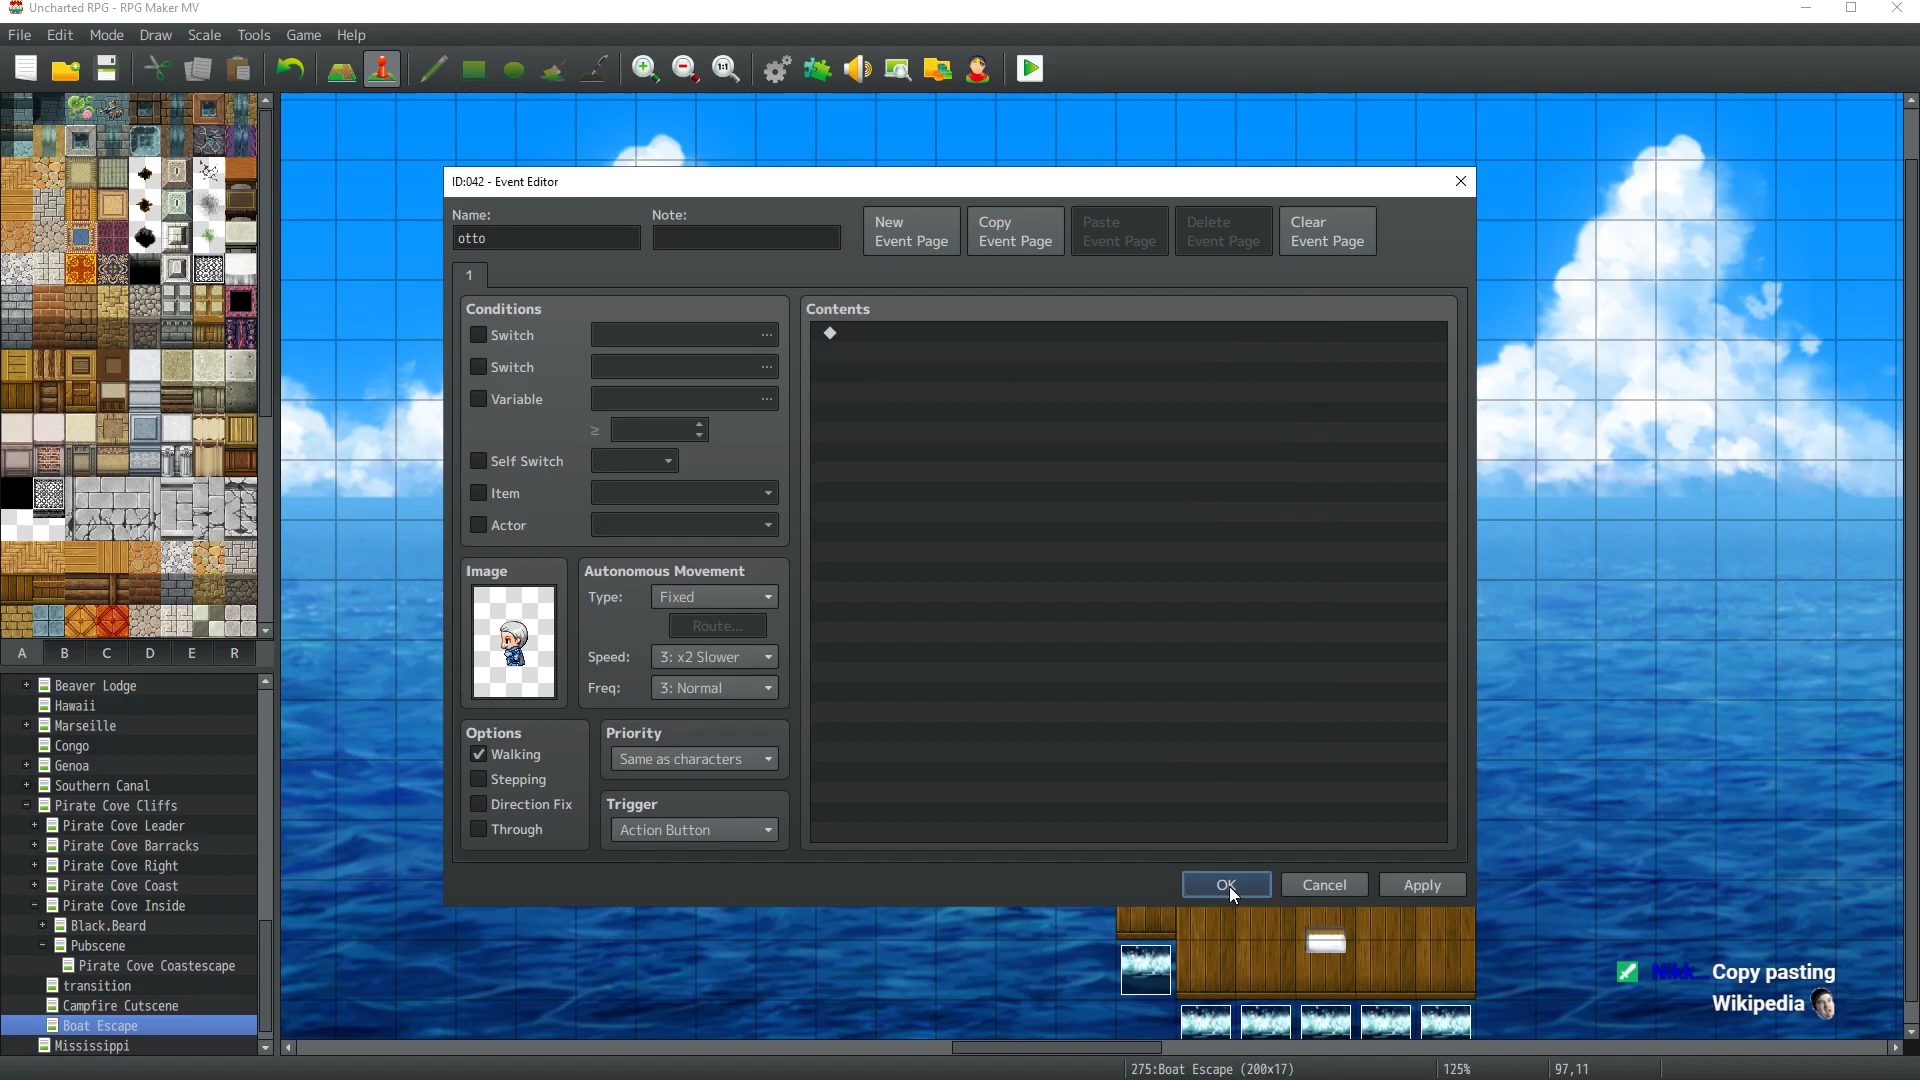 Uncharted RPG - RPG Maker MV
File Edit Mode Draw Scale Tools Game Help
1:1
ID:042 - Event Editor
Name:
Note:
otto
New
Event Page
Copy
Event Page
Paste
Event Page
Delete
Event Page
Clear
Event Page
1
Conditions
Switch ...
Switch ...
Variable ...
≥
Self Switch
Item
Actor
Contents
Image
Autonomous Movement
Type: Fixed
Route...
Speed: 3: x2 Slower
Freq: 3: Normal
Options
Walking
Stepping
Direction Fix
Through
Priority
Same as characters
Trigger
Action Button
OK Cancel Apply
A B C D E R
Beaver Lodge
Hawaii
Marseille
Congo
Genoa
Southern Canal
Pirate Cove Cliffs
Pirate Cove Leader
Pirate Cove Barracks
Pirate Cove Right
Pirate Cove Coast
Pirate Cove Inside
Black.Beard
Pubscene
Pirate Cove Coastescape
transition
Campfire Cutscene
Boat Escape
Mississippi
Nikk... Copy pasting
Wikipedia
275:Boat Escape (200×17) 125% 97,11